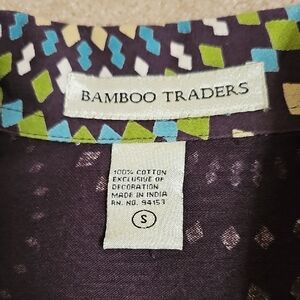 BAMBOO TRADERS
100% COTTON
EXCLUSIVE OF
DECORATION
MADE IN INDIA
RN. NO. 94153
S